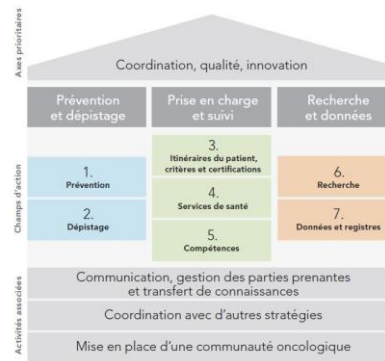 Axes prioritaires
Coordination, qualité, innovation
Prévention
et dépistage
Prise en charge
et suivi
Recherche
et données
Champs d'action
1.
Prévention
2.
Dépistage
3.
Itinéraires du patient,
critères et certifications
4.
Services de santé
5.
Compétences
6.
Recherche
7.
Données et registres
Activités associées
Communication, gestion des parties prenantes
et transfert de connaissances
Coordination avec d'autres stratégies
Mise en place d'une communauté oncologique